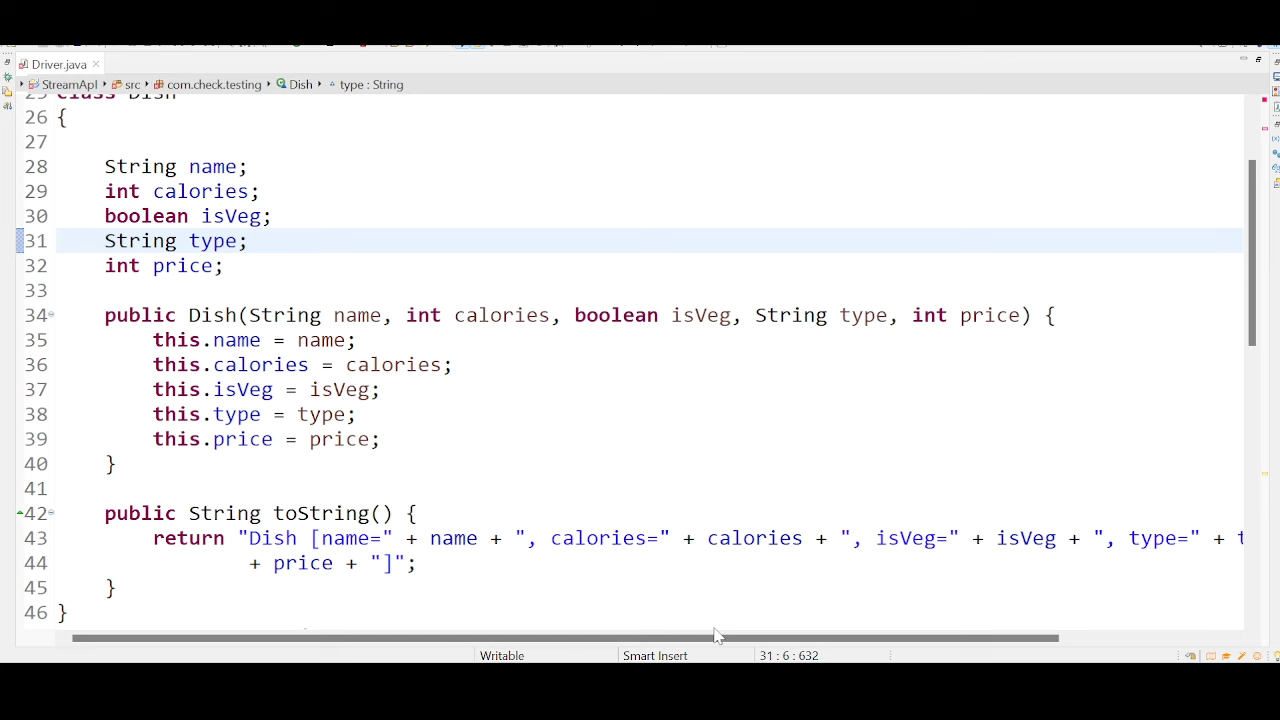 Driver.java
StreamApI src com.check.testing Dish type : String
25 class Dish
26 {
27
28 String name;
29 int calories;
30 boolean isVeg;
31 String type;
32 int price;
33
34 public Dish(String name, int calories, boolean isVeg, String type, int price) {
35 this.name = name;
36 this.calories = calories;
37 this.isVeg = isVeg;
38 this.type = type;
39 this.price = price;
40 }
41
42 public String toString() {
43 return "Dish [name=" + name + ", calories=" + calories + ", isVeg=" + isVeg + ", type=" + t
44 + price + "]";
45 }
46 }
Writable Smart Insert 31 : 6 : 632